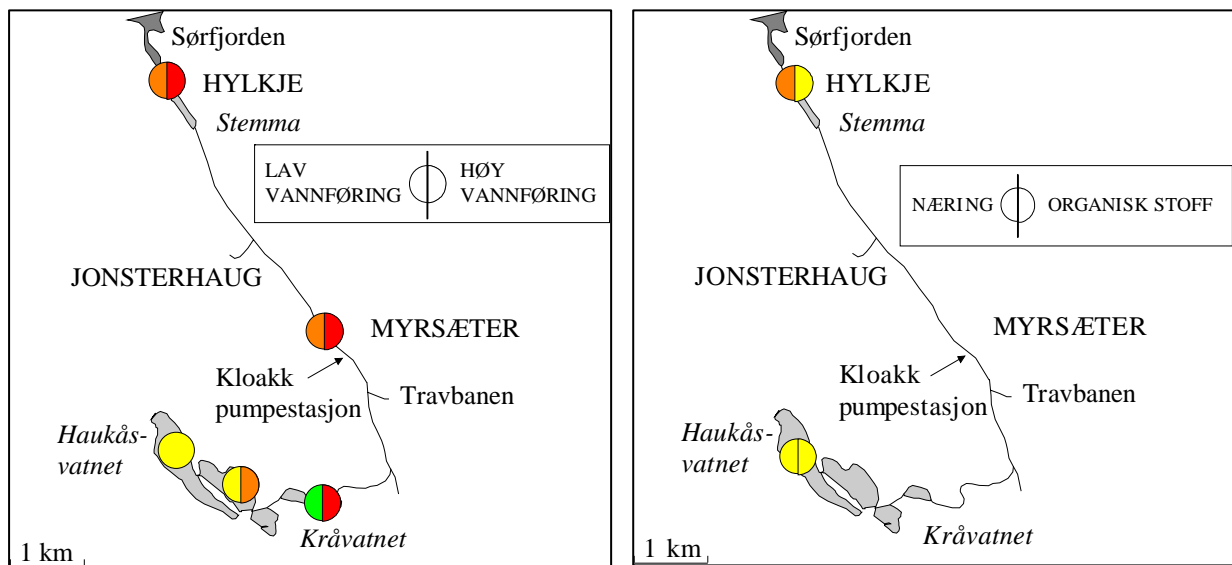 Sørfjorden
HYLKJE
Stemma
LAV
VANNFØRING
HØY
VANNFØRING
JONSTERHAUG
MYRSÆTER
Kloakk
pumpestasjon
Travbanen
Haukås-
vatnet
Kråvatnet
1 km
Sørfjorden
HYLKJE
Stemma
NÆRING
ORGANISK STOFF
JONSTERHAUG
MYRSÆTER
Kloakk
pumpestasjon
Travbanen
Haukås-
vatnet
Kråvatnet
1 km